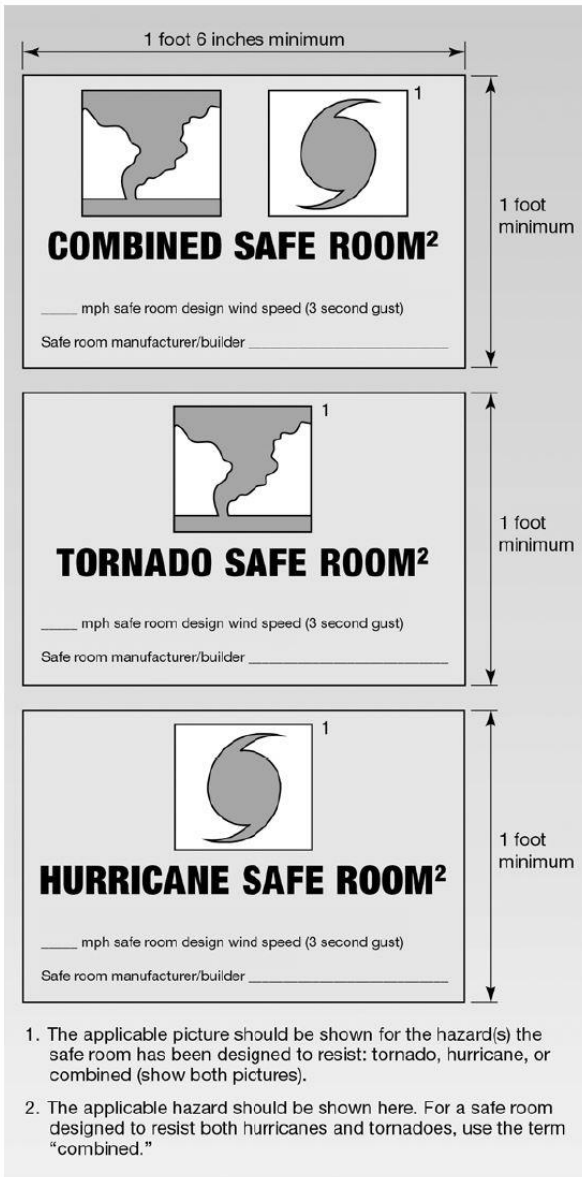 1 foot 6 inches minimum
1
COMBINED SAFE ROOM²
1 foot
minimum
____ mph safe room design wind speed (3 second gust)
Safe room manufacturer/builder ______________________
1
TORNADO SAFE ROOM²
1 foot
minimum
____ mph safe room design wind speed (3 second gust)
Safe room manufacturer/builder ______________________
1
HURRICANE SAFE ROOM²
1 foot
minimum
____ mph safe room design wind speed (3 second gust)
Safe room manufacturer/builder ______________________
1. The applicable picture should be shown for the hazard(s) the
safe room has been designed to resist: tornado, hurricane, or
combined (show both pictures).
2. The applicable hazard should be shown here. For a safe room
designed to resist both hurricanes and tornadoes, use the term
“combined.”